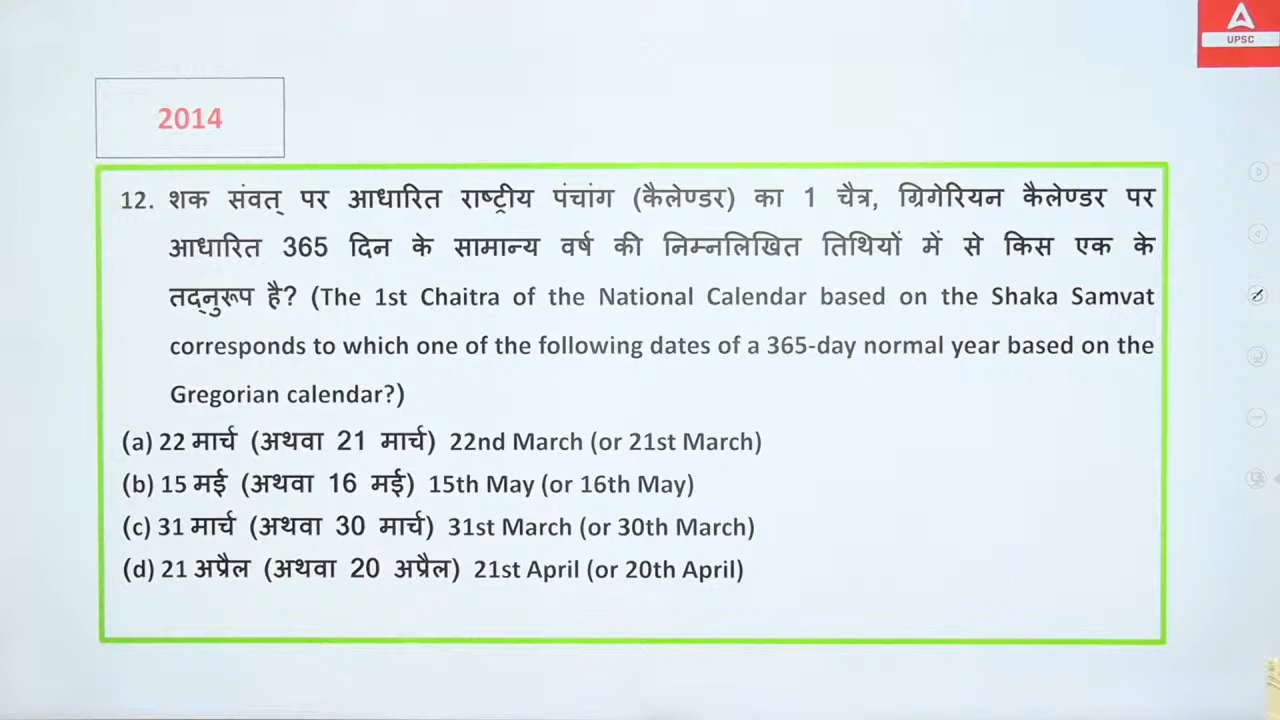 UPSC
2014
12. शक संवत् पर आधारित राष्ट्रीय पंचांग (कैलेण्डर) का 1 चैत्र, ग्रिगेरियन कैलेण्डर पर
आधारित 365 दिन के सामान्य वर्ष की निम्नलिखित तिथियों में से किस एक के
तद्नुरूप है? (The 1st Chaitra of the National Calendar based on the Shaka Samvat
corresponds to which one of the following dates of a 365-day normal year based on the
Gregorian calendar?)
(a) 22 मार्च (अथवा 21 मार्च) 22nd March (or 21st March)
(b) 15 मई (अथवा 16 मई) 15th May (or 16th May)
(c) 31 मार्च (अथवा 30 मार्च) 31st March (or 30th March)
(d) 21 अप्रैल (अथवा 20 अप्रैल) 21st April (or 20th April)